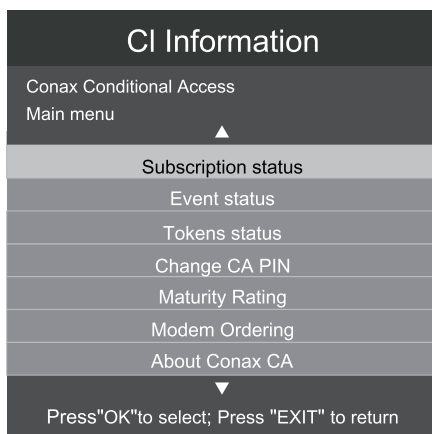 CI Information
Conax Conditional Access
Main menu
Subscription status
Event status
Tokens status
Change CA PIN
Maturity Rating
Modem Ordering
About Conax CA
Press"OK"to select; Press "EXIT" to return